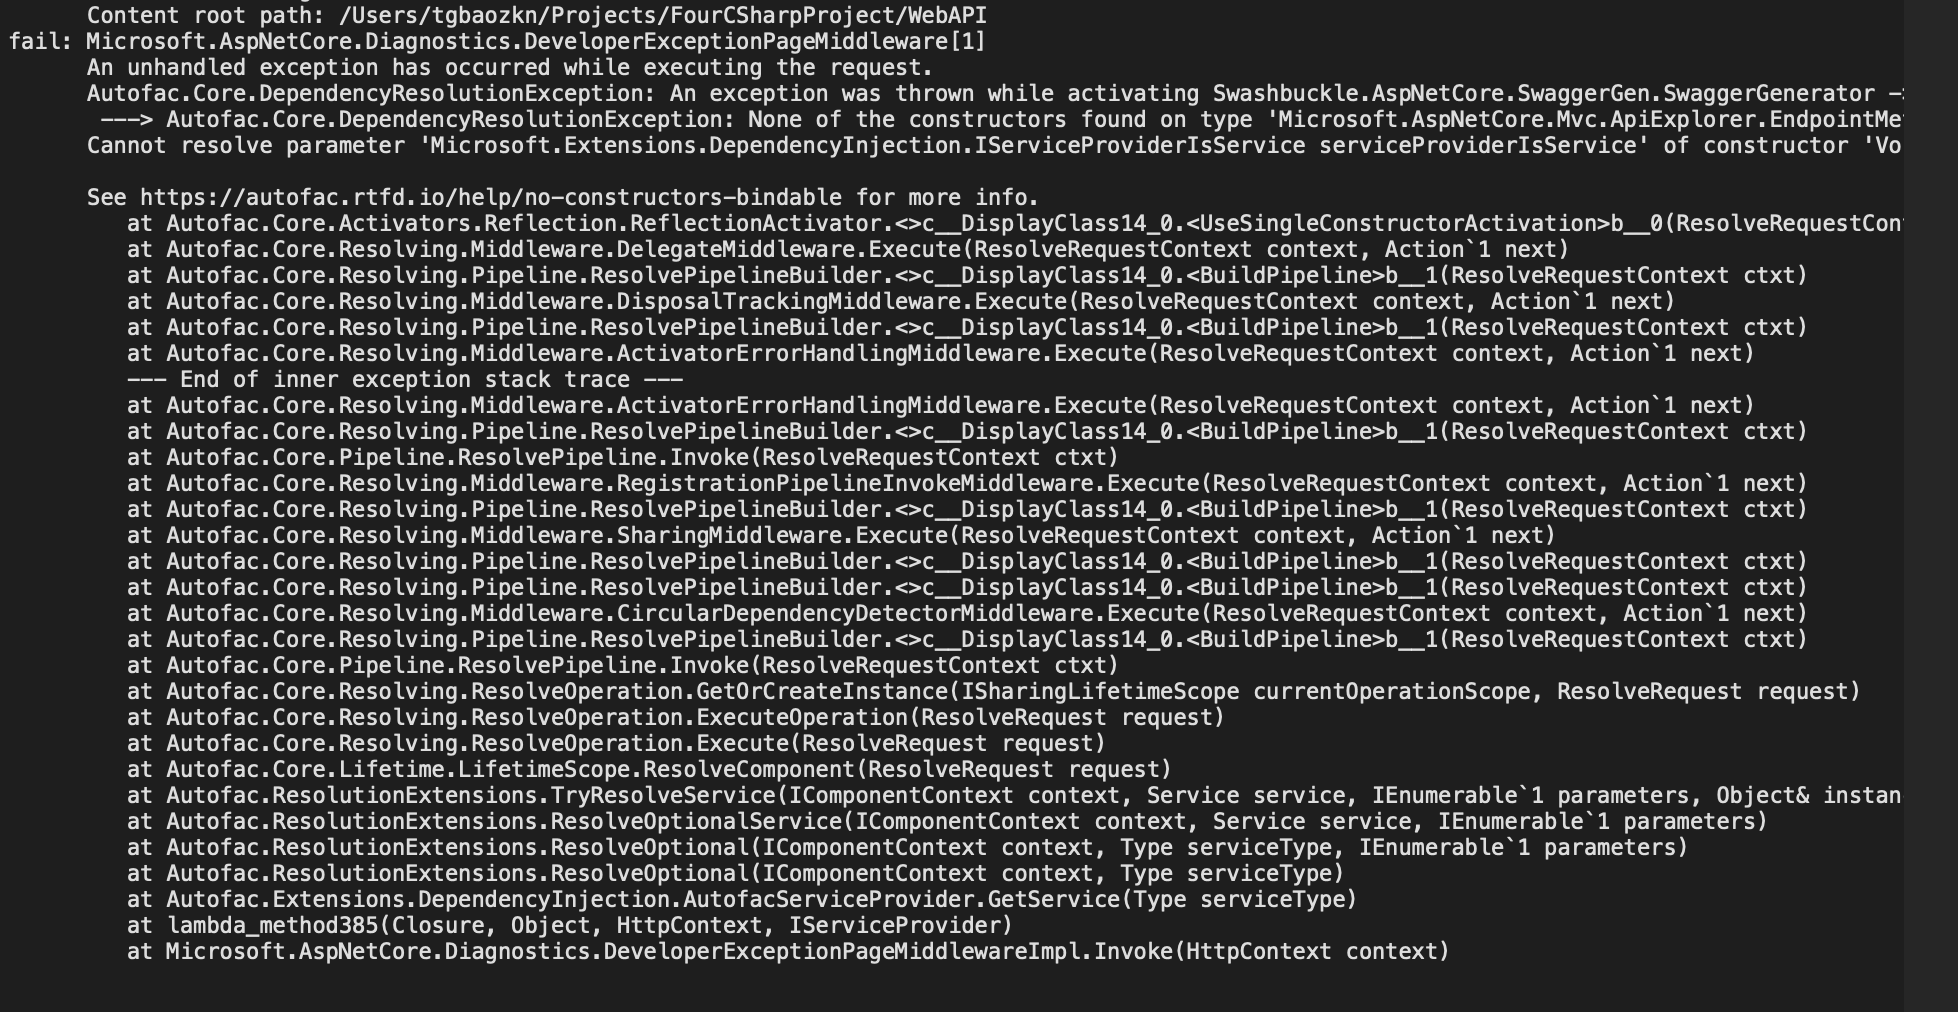 Content root path: /Users/tgbaozkn/Projects/FourCSharpProject/WebAPI
fail: Microsoft.AspNetCore.Diagnostics.DeveloperExceptionPageMiddleware[1]
An unhandled exception has occurred while executing the request.
Autofac.Core.DependencyResolutionException: An exception was thrown while activating Swashbuckle.AspNetCore.SwaggerGen.SwaggerGenerator -
---> Autofac.Core.DependencyResolutionException: None of the constructors found on type 'Microsoft.AspNetCore.Mvc.ApiExplorer.EndpointMe
Cannot resolve parameter 'Microsoft.Extensions.DependencyInjection.IServiceProviderIsService serviceProviderIsService' of constructor 'Vo
See https://autofac.rtfd.io/help/no-constructors-bindable for more info.
at Autofac.Core.Activators.Reflection.ReflectionActivator.<>c__DisplayClass14_0.<UseSingleConstructorActivation>b__0(ResolveRequestCon
at Autofac.Core.Resolving.Middleware.DelegateMiddleware.Execute(ResolveRequestContext context, Action`1 next)
at Autofac.Core.Resolving.Pipeline.ResolvePipelineBuilder.<>c__DisplayClass14_0.<BuildPipeline>b__1(ResolveRequestContext ctxt)
at Autofac.Core.Resolving.Middleware.DisposalTrackingMiddleware.Execute(ResolveRequestContext context, Action`1 next)
at Autofac.Core.Resolving.Pipeline.ResolvePipelineBuilder.<>c__DisplayClass14_0.<BuildPipeline>b__1(ResolveRequestContext ctxt)
at Autofac.Core.Resolving.Middleware.ActivatorErrorHandlingMiddleware.Execute(ResolveRequestContext context, Action`1 next)
--- End of inner exception stack trace ---
at Autofac.Core.Resolving.Middleware.ActivatorErrorHandlingMiddleware.Execute(ResolveRequestContext context, Action`1 next)
at Autofac.Core.Resolving.Pipeline.ResolvePipelineBuilder.<>c__DisplayClass14_0.<BuildPipeline>b__1(ResolveRequestContext ctxt)
at Autofac.Core.Pipeline.ResolvePipeline.Invoke(ResolveRequestContext ctxt)
at Autofac.Core.Resolving.Middleware.RegistrationPipelineInvokeMiddleware.Execute(ResolveRequestContext context, Action`1 next)
at Autofac.Core.Resolving.Pipeline.ResolvePipelineBuilder.<>c__DisplayClass14_0.<BuildPipeline>b__1(ResolveRequestContext ctxt)
at Autofac.Core.Resolving.Middleware.SharingMiddleware.Execute(ResolveRequestContext context, Action`1 next)
at Autofac.Core.Resolving.Pipeline.ResolvePipelineBuilder.<>c__DisplayClass14_0.<BuildPipeline>b__1(ResolveRequestContext ctxt)
at Autofac.Core.Resolving.Pipeline.ResolvePipelineBuilder.<>c__DisplayClass14_0.<BuildPipeline>b__1(ResolveRequestContext ctxt)
at Autofac.Core.Resolving.Middleware.CircularDependencyDetectorMiddleware.Execute(ResolveRequestContext context, Action`1 next)
at Autofac.Core.Resolving.Pipeline.ResolvePipelineBuilder.<>c__DisplayClass14_0.<BuildPipeline>b__1(ResolveRequestContext ctxt)
at Autofac.Core.Pipeline.ResolvePipeline.Invoke(ResolveRequestContext ctxt)
at Autofac.Core.Resolving.ResolveOperation.GetOrCreateInstance(ISharingLifetimeScope currentOperationScope, ResolveRequest request)
at Autofac.Core.Resolving.ResolveOperation.ExecuteOperation(ResolveRequest request)
at Autofac.Core.Resolving.ResolveOperation.Execute(ResolveRequest request)
at Autofac.Core.Lifetime.LifetimeScope.ResolveComponent(ResolveRequest request)
at Autofac.ResolutionExtensions.TryResolveService(IComponentContext context, Service service, IEnumerable`1 parameters, Object& instan
at Autofac.ResolutionExtensions.ResolveOptionalService(IComponentContext context, Service service, IEnumerable`1 parameters)
at Autofac.ResolutionExtensions.ResolveOptional(IComponentContext context, Type serviceType, IEnumerable`1 parameters)
at Autofac.ResolutionExtensions.ResolveOptional(IComponentContext context, Type serviceType)
at Autofac.Extensions.DependencyInjection.AutofacServiceProvider.GetService(Type serviceType)
at lambda_method385(Closure, Object, HttpContext, IServiceProvider)
at Microsoft.AspNetCore.Diagnostics.DeveloperExceptionPageMiddlewareImpl.Invoke(HttpContext context)